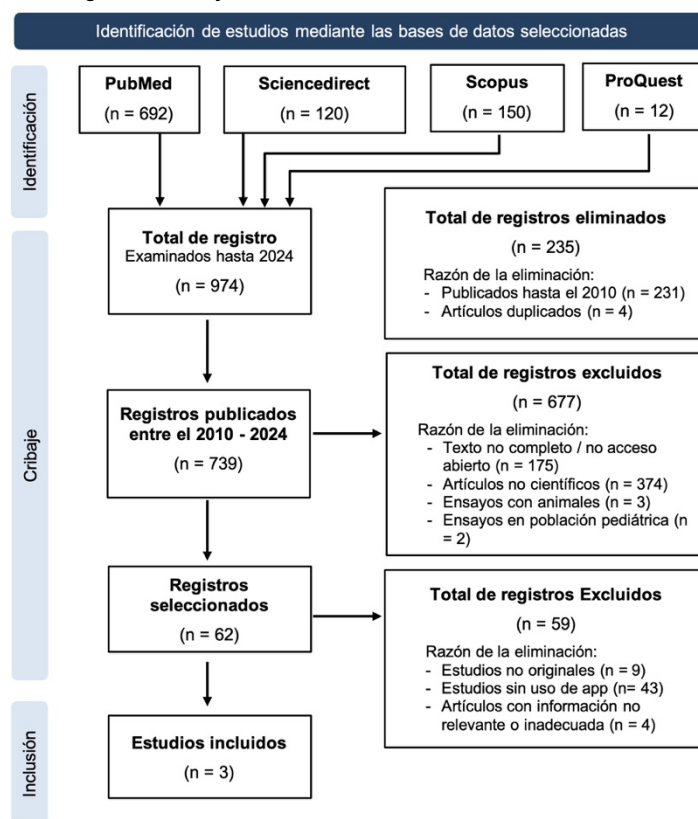 Identificación de estudios mediante las bases de datos seleccionadas
Identificación
PubMed
(n = 692)
Sciencedirect
(n = 120)
Scopus
(n = 150)
ProQuest
(n = 12)
Cribaje
Total de registro
Examinados hasta 2024
(n = 974)
Total de registros eliminados
(n = 235)
Razón de la eliminación:
- Publicados hasta el 2010 (n = 231)
- Artículos duplicados (n = 4)
Registros publicados
entre el 2010 - 2024
(n = 739)
Total de registros excluidos
(n = 677)
Razón de la eliminación:
- Texto no completo / no acceso
abierto (n = 175)
- Artículos no científicos (n = 374)
- Ensayos con animales (n = 3)
- Ensayos en población pediátrica (n
= 2)
Registros
seleccionados
(n = 62)
Total de registros Excluidos
(n = 59)
Razón de la eliminación:
- Estudios no originales (n = 9)
- Estudios sin uso de app (n= 43)
- Artículos con información no
relevante o inadecuada (n = 4)
Inclusión
Estudios incluidos
(n = 3)